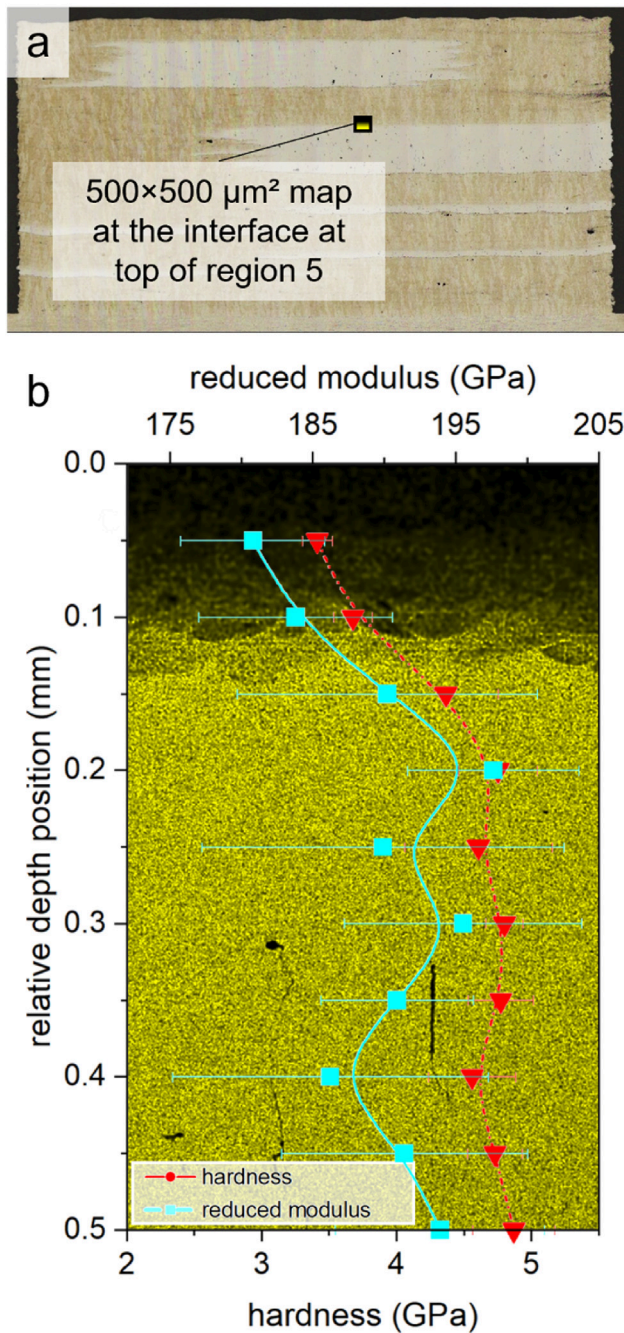 a
500×500 µm² map
at the interface at
top of region 5
b
reduced modulus (GPa)
175 185 195 205
0.0
0.1
0.2
0.3
0.4
0.5
relative depth position (mm)
hardness
reduced modulus
2 3 4 5
hardness (GPa)